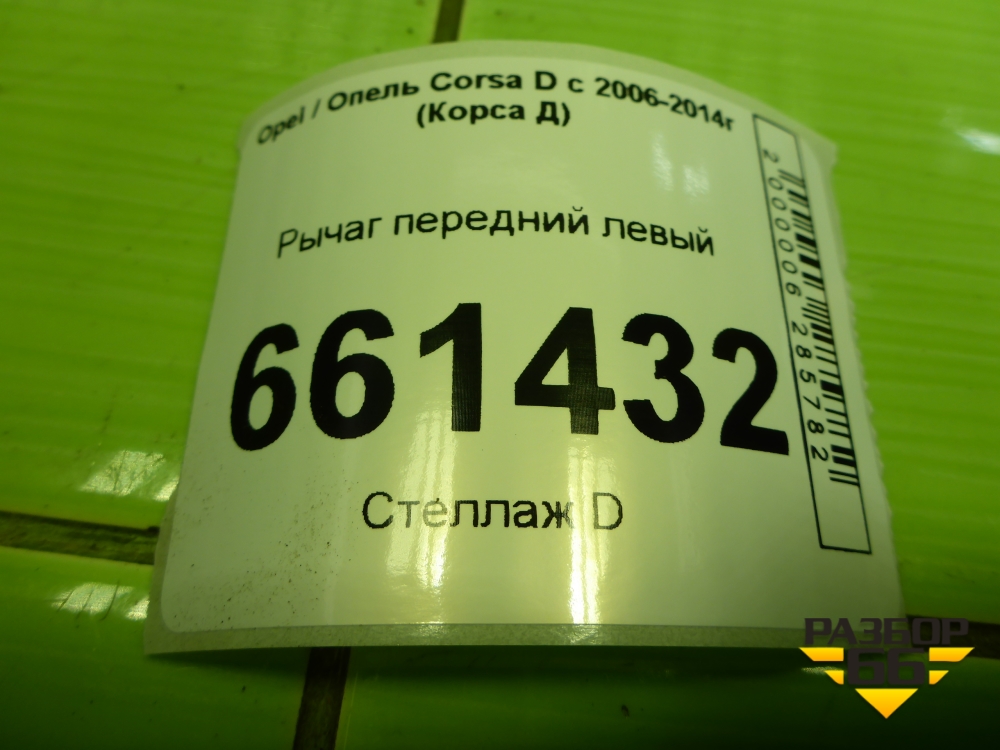 Opel / Опель Corsa D с 2006-2014г
(Корса Д)
Рычаг передний левый
661432
Стеллаж D
2000006285782
РАЗБОР
66